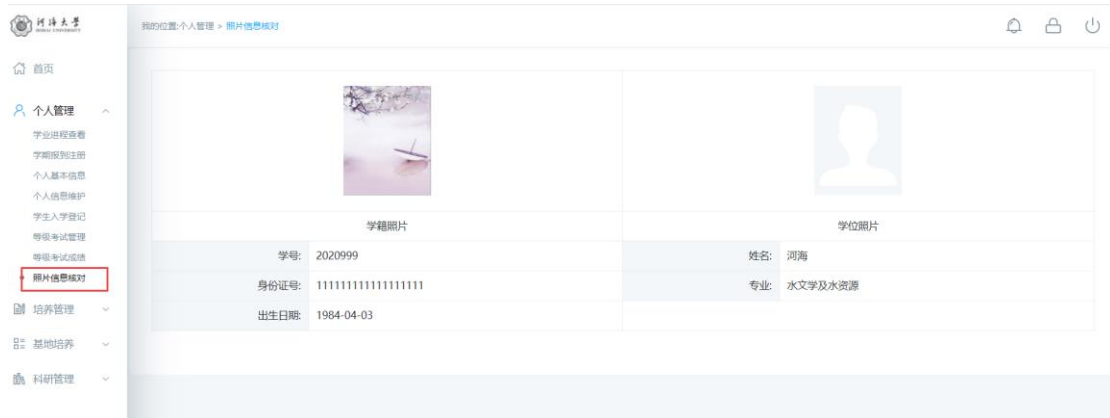 河海大学
HOHAI UNIVERSITY
我的位置:个人管理 > 照片信息核对
首页
个人管理
学业进程查看
学期报到注册
个人基本信息
个人信息维护
学生入学登记
等级考试管理
等级考试成绩
照片信息核对
培养管理
基地培养
科研管理
学籍照片 学位照片
学号: 2020999 姓名: 河海
身份证号: 111111111111111111 专业: 水文学及水资源
出生日期: 1984-04-03